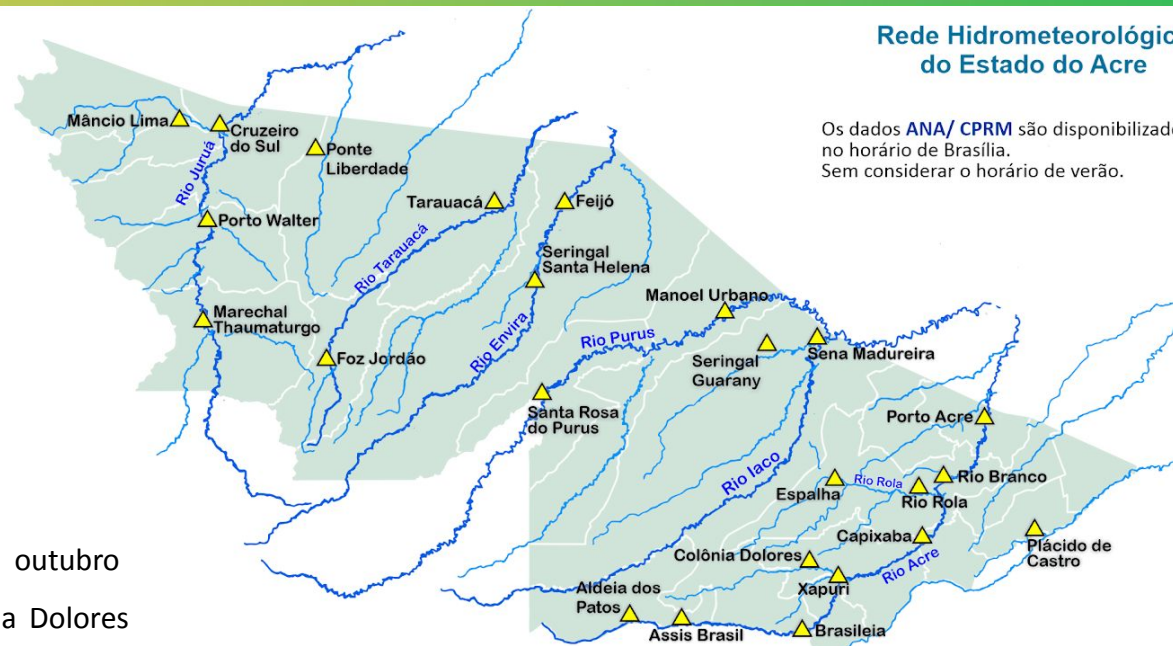 Rede Hidrometeorológic
do Estado do Acre
Os dados ANA/ CPRM são disponibilizado
no horário de Brasília.
Sem considerar o horário de verão.
Mâncio Lima
Cruzeiro
do Sul
Ponte
Liberdade
Rio Juruá
Porto Walter
Tarauacá
Feijó
Rio Tarauacá
Seringal
Santa Helena
Marechal
Thaumaturgo
Foz Jordão
Rio Envira
Manoel Urbano
Rio Purus
Seringal
Guarany
Sena Madureira
Santa Rosa
do Purus
Porto Acre
Rio Iaco
Espalha
Rio Rola
Rio Rola
Rio Branco
Capixaba
Plácido de
Castro
Colônia Dolores
Rio Acre
Xapuri
Aldeia dos
Patos
Assis Brasil
Brasileia
outubro
a Dolores